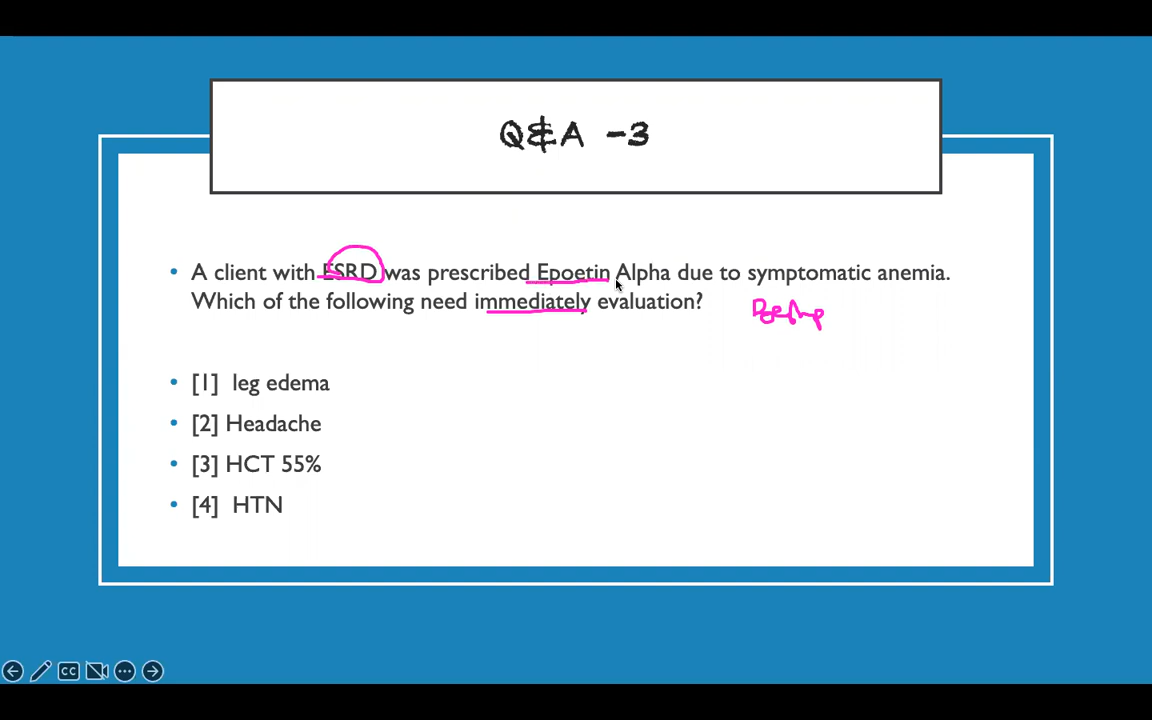 Q&A -3
• A client with ESRD was prescribed Epoetin Alpha due to symptomatic anemia.
Which of the following need immediately evaluation?
• [1] leg edema
• [2] Headache
• [3] HCT 55%
• [4] HTN
CC